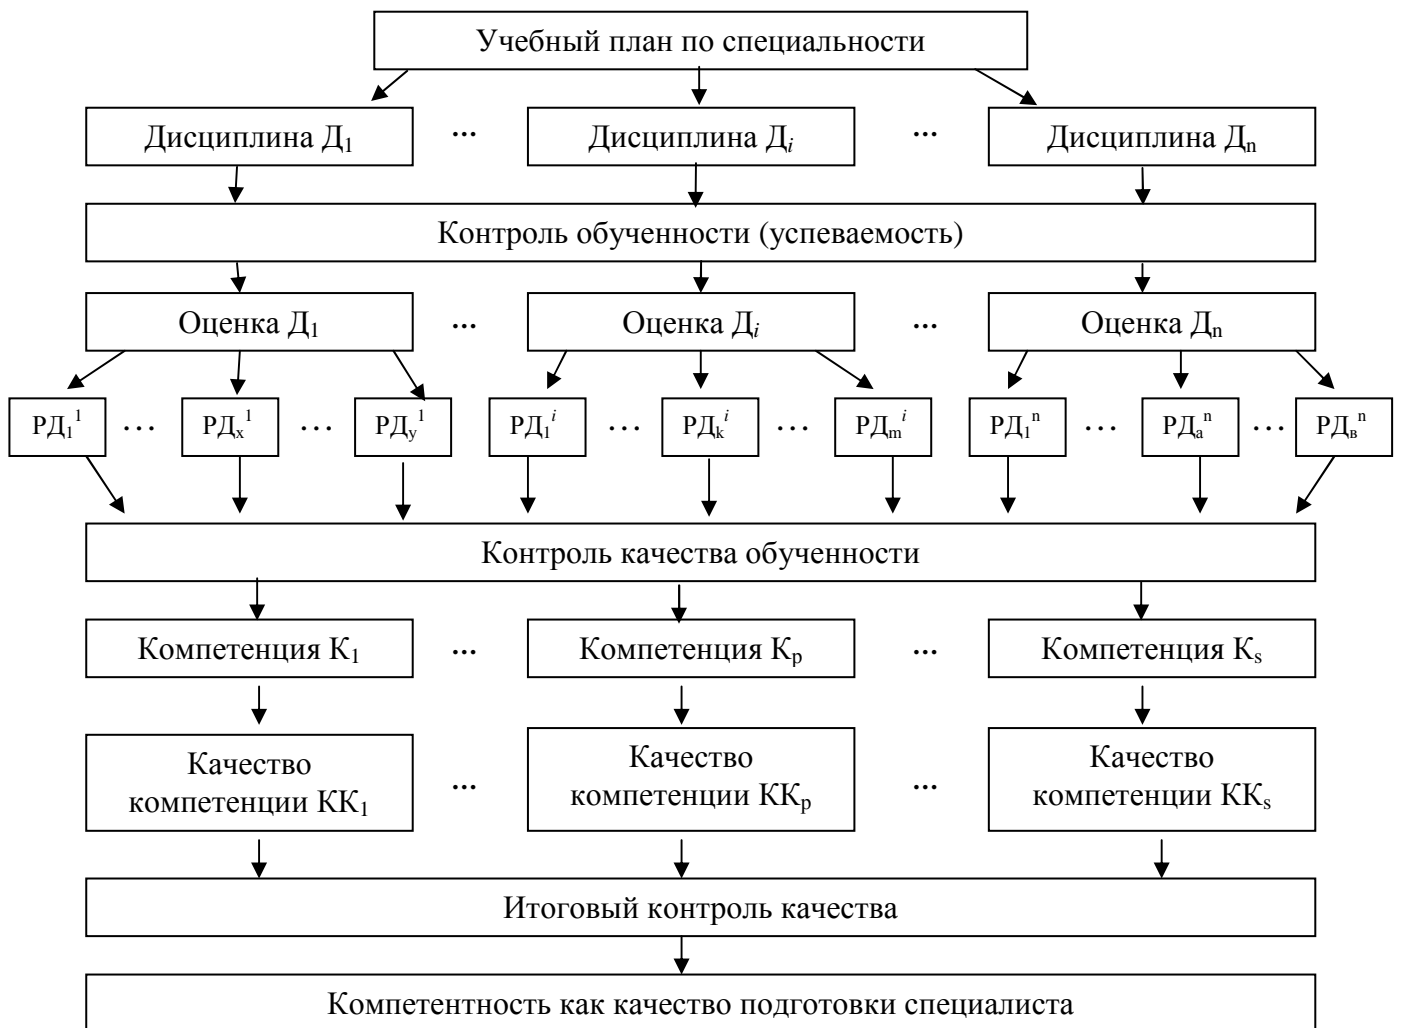 Учебный план по специальности
Дисциплина Д₁ ... Дисциплина Дᵢ ... Дисциплина Дₙ
Контроль обученности (успеваемость)
Оценка Д₁ ... Оценка Дᵢ ... Оценка Дₙ
РД₁¹ ... РДₓ¹ ... РД_y¹ РД₁ⁱ ... РДₖⁱ ... РДₘⁱ РД₁ⁿ ... РДₐⁿ ... РД_вⁿ
Контроль качества обученности
Компетенция К₁ ... Компетенция Кₚ ... Компетенция Кₛ
Качество ... Качество ... Качество
компетенции КК₁ компетенции ККₚ компетенции ККₛ
Итоговый контроль качества
Компетентность как качество подготовки специалиста